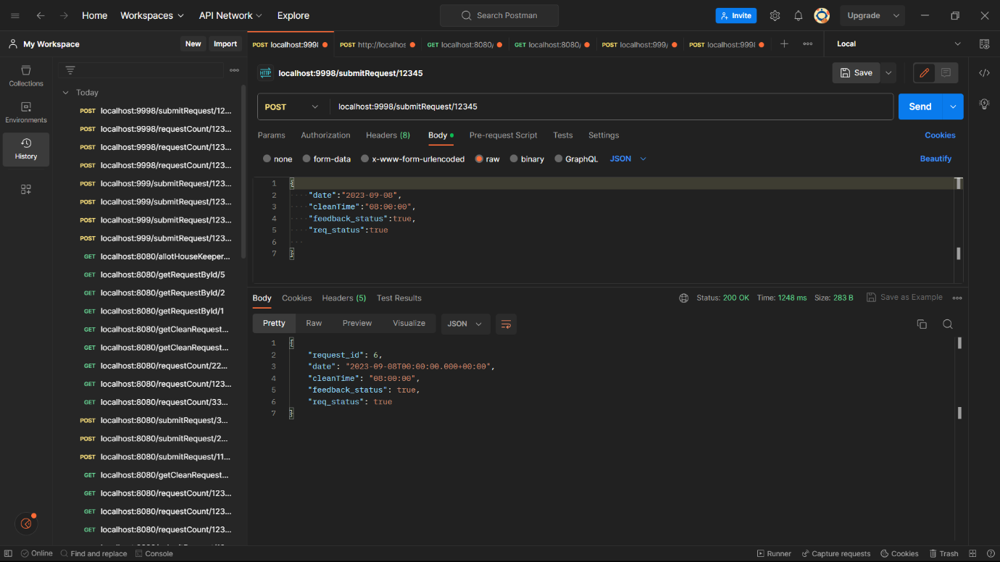 Home Workspaces API Network Explore Search Postman Invite Upgrade
My Workspace New Import POST localhost:999 POST http://localhos GET localhost:8080/ GET localhost:8080/ POST localhost:999/ POST localhost:999 Local
Collections
Environments
History
Today
POST localhost:9998/submitRequest/12...
POST localhost:9998/requestCount/123...
POST localhost:9998/requestCount/123...
POST localhost:9998/requestCount/123...
POST localhost:999/submitRequest/123...
POST localhost:999/submitRequest/123...
POST localhost:999/submitRequest/123...
POST localhost:999/submitRequest/123...
GET localhost:8080/allotHouseKeeper...
GET localhost:8080/getRequestById/5
GET localhost:8080/getRequestById/2
GET localhost:8080/getRequestById/1
GET localhost:8080/getCleanRequest...
GET localhost:8080/getCleanRequest...
GET localhost:8080/requestCount/22...
GET localhost:8080/requestCount/123...
GET localhost:8080/requestCount/33...
POST localhost:8080/submitRequest/3...
POST localhost:8080/submitRequest/2...
POST localhost:8080/submitRequest/11...
GET localhost:8080/getCleanRequest...
GET localhost:8080/requestCount/123...
GET localhost:8080/requestCount/123...
GET localhost:8080/requestCount/123...
HTTP localhost:9998/submitRequest/12345 Save
POST localhost:9998/submitRequest/12345 Send
Params Authorization Headers (8) Body Pre-request Script Tests Settings Cookies
none form-data x-www-form-urlencoded raw binary GraphQL JSON Beautify
1 {
2 "date":"2023-09-08",
3 "cleanTime":"08:00:00",
4 "feedback_status":true,
5 "req_status":true
6
7 }
Body Cookies Headers (5) Test Results Status: 200 OK Time: 1248 ms Size: 283 B Save as Example
Pretty Raw Preview Visualize JSON
1 {
2 "request_id": 6,
3 "date": "2023-09-08T00:00:00.000+00:00",
4 "cleanTime": "08:00:00",
5 "feedback_status": true,
6 "req_status": true
7 }
Online Find and replace Console Runner Capture requests Cookies Trash